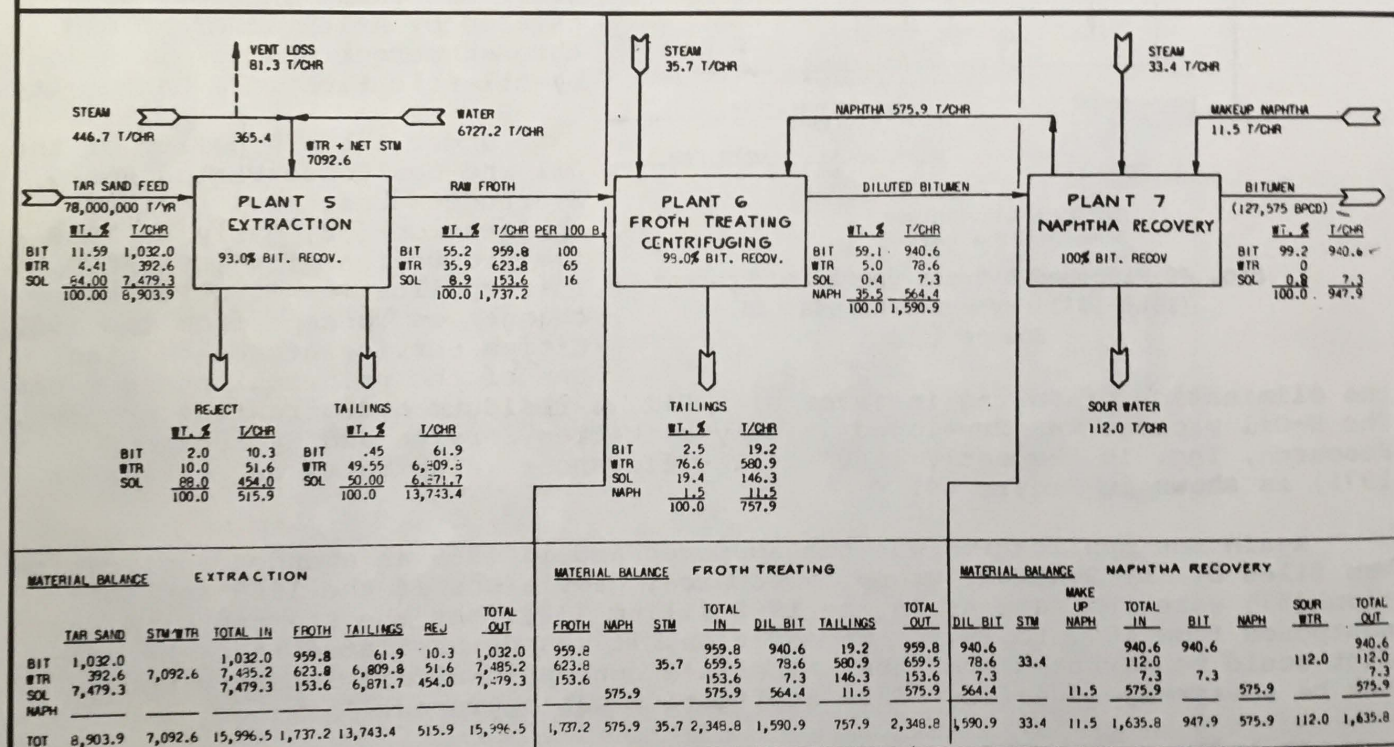 VENT LOSS
81.3 T/CHR
STEAM
446.7 T/CHR
365.4
WATER
6727.2 T/CHR
WTR + NET STM
7092.6
TAR SAND FEED
78,000,000 T/YR
WT. % T/CHR
BIT 11.59 1,032.0
WTR 4.41 392.6
SOL 84.00 7,479.3
100.00 8,903.9
PLANT 5
EXTRACTION
93.0% BIT. RECOV.
RAW FROTH
WT. % T/CHR PER 100 B.
BIT 55.2 959.8 100
WTR 35.9 623.8 65
SOL 8.9 153.6 16
100.0 1,737.2
REJECT
WT. % T/CHR
BIT 2.0 10.3
WTR 10.0 51.6
SOL 88.0 454.0
100.0 515.9
TAILINGS
WT. % T/CHR
BIT .45 61.9
WTR 49.55 6,809.8
SOL 50.00 6,871.7
100.0 13,743.4
STEAM
35.7 T/CHR
NAPHTHA 575.9 T/CHR
PLANT 6
FROTH TREATING
CENTRIFUGING
98.0% BIT. RECOV.
DILUTED BITUMEN
WT. % T/CHR
BIT 59.1 940.6
WTR 5.0 78.6
SOL 0.4 7.3
NAPH 35.5 564.4
100.0 1,590.9
TAILINGS
WT. % T/CHR
BIT 2.5 19.2
WTR 76.6 580.9
SOL 19.4 146.3
NAPH 1.5 11.5
100.0 757.9
STEAM
33.4 T/CHR
MAKEUP NAPHTHA
11.5 T/CHR
PLANT 7
NAPHTHA RECOVERY
100% BIT. RECOV
BITUMEN
(127,575 BPCD)
WT. % T/CHR
BIT 99.2 940.6
WTR 0
SOL 0.8 7.3
100.0 947.9
SOUR WATER
112.0 T/CHR
MATERIAL BALANCE EXTRACTION
TAR SAND STM/WTR TOTAL IN FROTH TAILINGS REJ TOTAL OUT
BIT 1,032.0 1,032.0 959.8 61.9 10.3 1,032.0
WTR 392.6 7,092.6 7,485.2 623.8 6,809.8 51.6 7,485.2
SOL 7,479.3 7,479.3 153.6 6,871.7 454.0 7,479.3
NAPH
TOT 8,903.9 7,092.6 15,996.5 1,737.2 13,743.4 515.9 15,996.5
MATERIAL BALANCE FROTH TREATING
FROTH NAPH STM TOTAL IN DIL BIT TAILINGS TOTAL OUT
959.8 959.8 940.6 19.2 959.8
623.8 35.7 659.5 78.6 580.9 659.5
153.6 153.6 7.3 146.3 153.6
575.9 575.9 564.4 11.5 575.9
1,737.2 575.9 35.7 2,348.8 1,590.9 757.9 2,348.8
MATERIAL BALANCE NAPHTHA RECOVERY
DIL BIT STM MAKE UP NAPH TOTAL IN BIT NAPH SOUR WTR TOTAL OUT
940.6 940.6 940.6 940.6
78.6 33.4 112.0 112.0 112.0
7.3 7.3 7.3 7.3
564.4 11.5 575.9 575.9 575.9
1,590.9 33.4 11.5 1,635.8 947.9 575.9 112.0 1,635.8